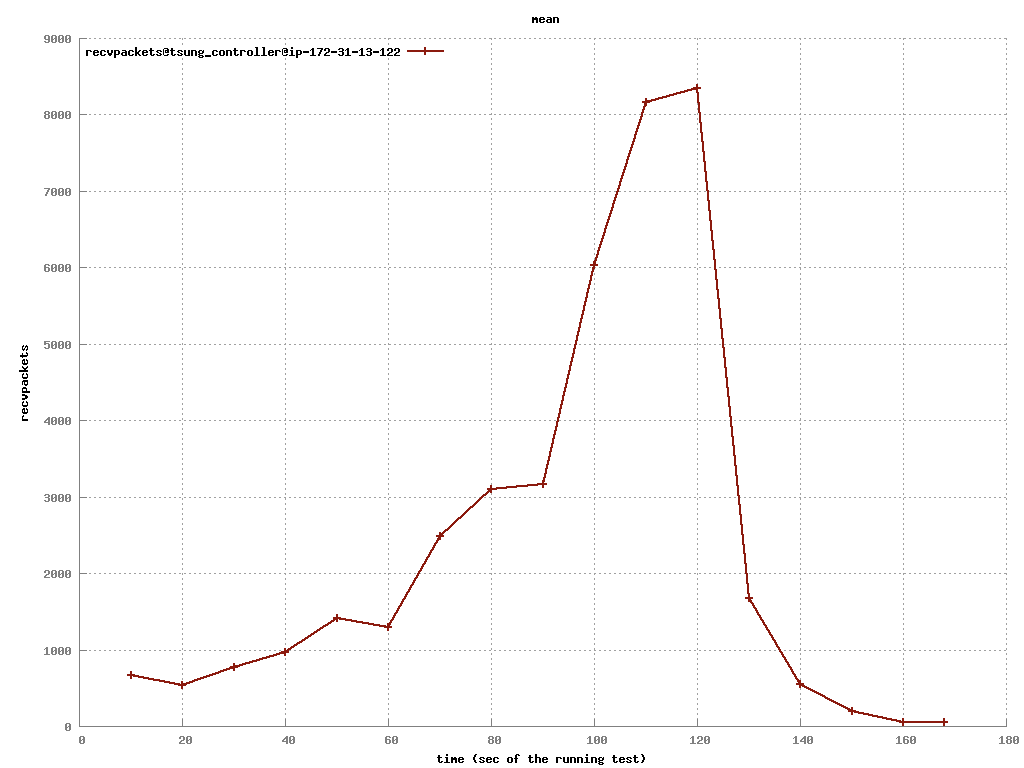 mean
recvpackets@tsung_controller@ip-172-31-13-122
9000
8000
7000
6000
5000
4000
3000
2000
1000
0
recvpackets
0 20 40 60 80 100 120 140 160 180
time (sec of the running test)